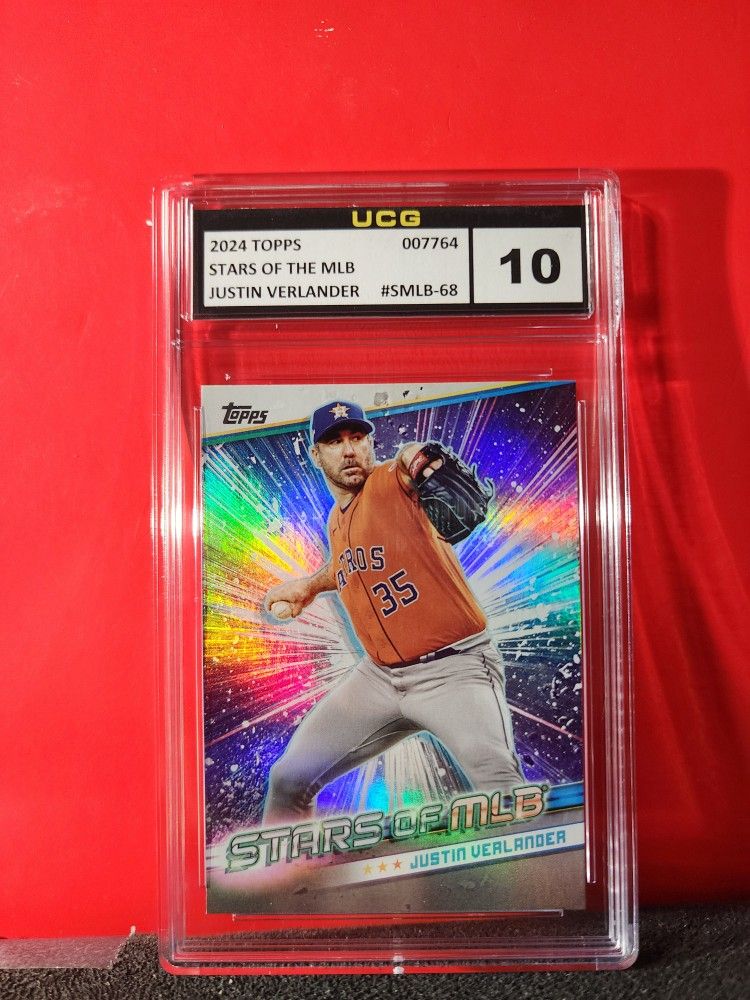 UCG
2024 TOPPS 007764
STARS OF THE MLB
JUSTIN VERLANDER #SMLB-68
10
TOPPS
TROS
35
STARS OF MLB
JUSTIN VERLANDER